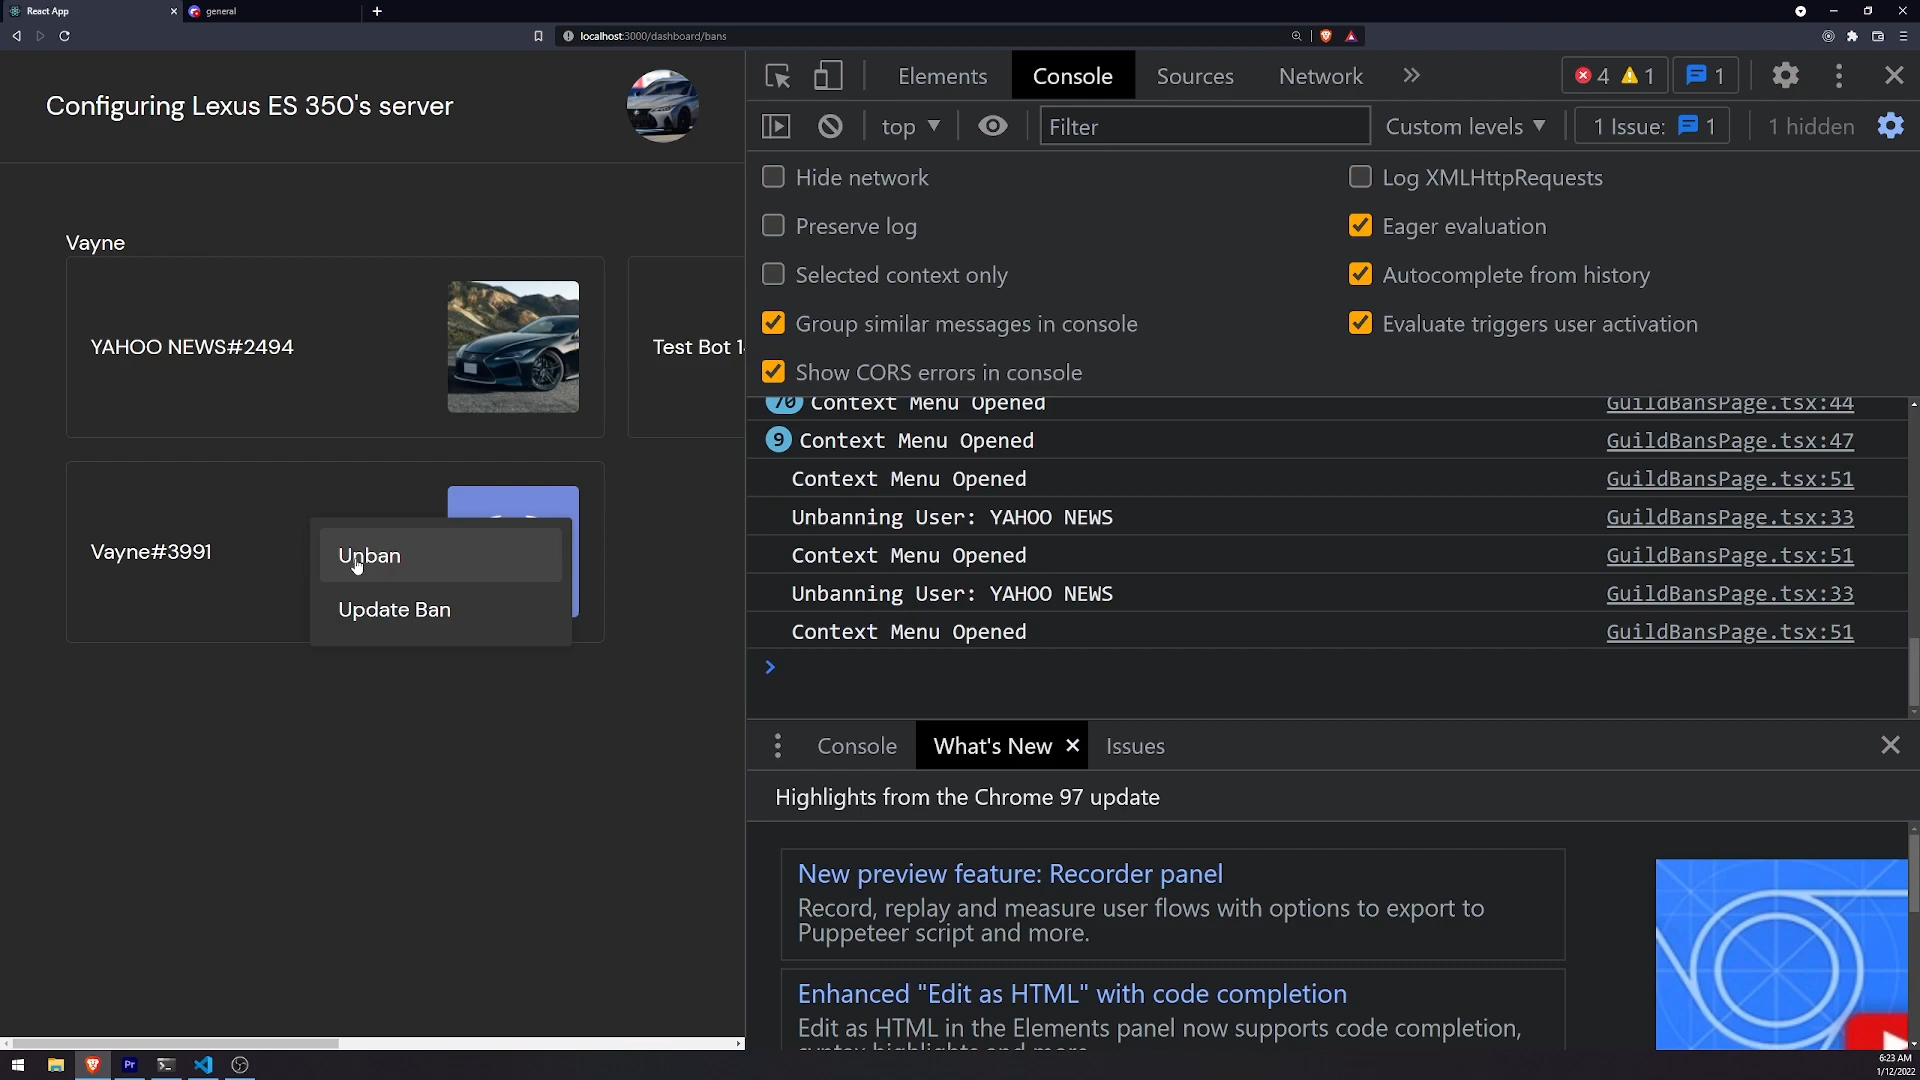 React App
general
localhost:3000/dashboard/bans
Configuring Lexus ES 350's server
Vayne
YAHOO NEWS#2494
Test Bot 1
Vayne#3991
Unban
Update Ban
Elements
Console
Sources
Network
4
1
1
top
Filter
Custom levels
1 Issue:
1
1 hidden
Hide network
Log XMLHttpRequests
Preserve log
Eager evaluation
Selected context only
Autocomplete from history
Group similar messages in console
Evaluate triggers user activation
Show CORS errors in console
70 Context Menu Opened GuildBansPage.tsx:44
9 Context Menu Opened GuildBansPage.tsx:47
Context Menu Opened GuildBansPage.tsx:51
Unbanning User: YAHOO NEWS GuildBansPage.tsx:33
Context Menu Opened GuildBansPage.tsx:51
Unbanning User: YAHOO NEWS GuildBansPage.tsx:33
Context Menu Opened GuildBansPage.tsx:51
Console
What's New
Issues
Highlights from the Chrome 97 update
New preview feature: Recorder panel
Record, replay and measure user flows with options to export to
Puppeteer script and more.
Enhanced "Edit as HTML" with code completion
Edit as HTML in the Elements panel now supports code completion,
Pr
6:23 AM
1/12/2022